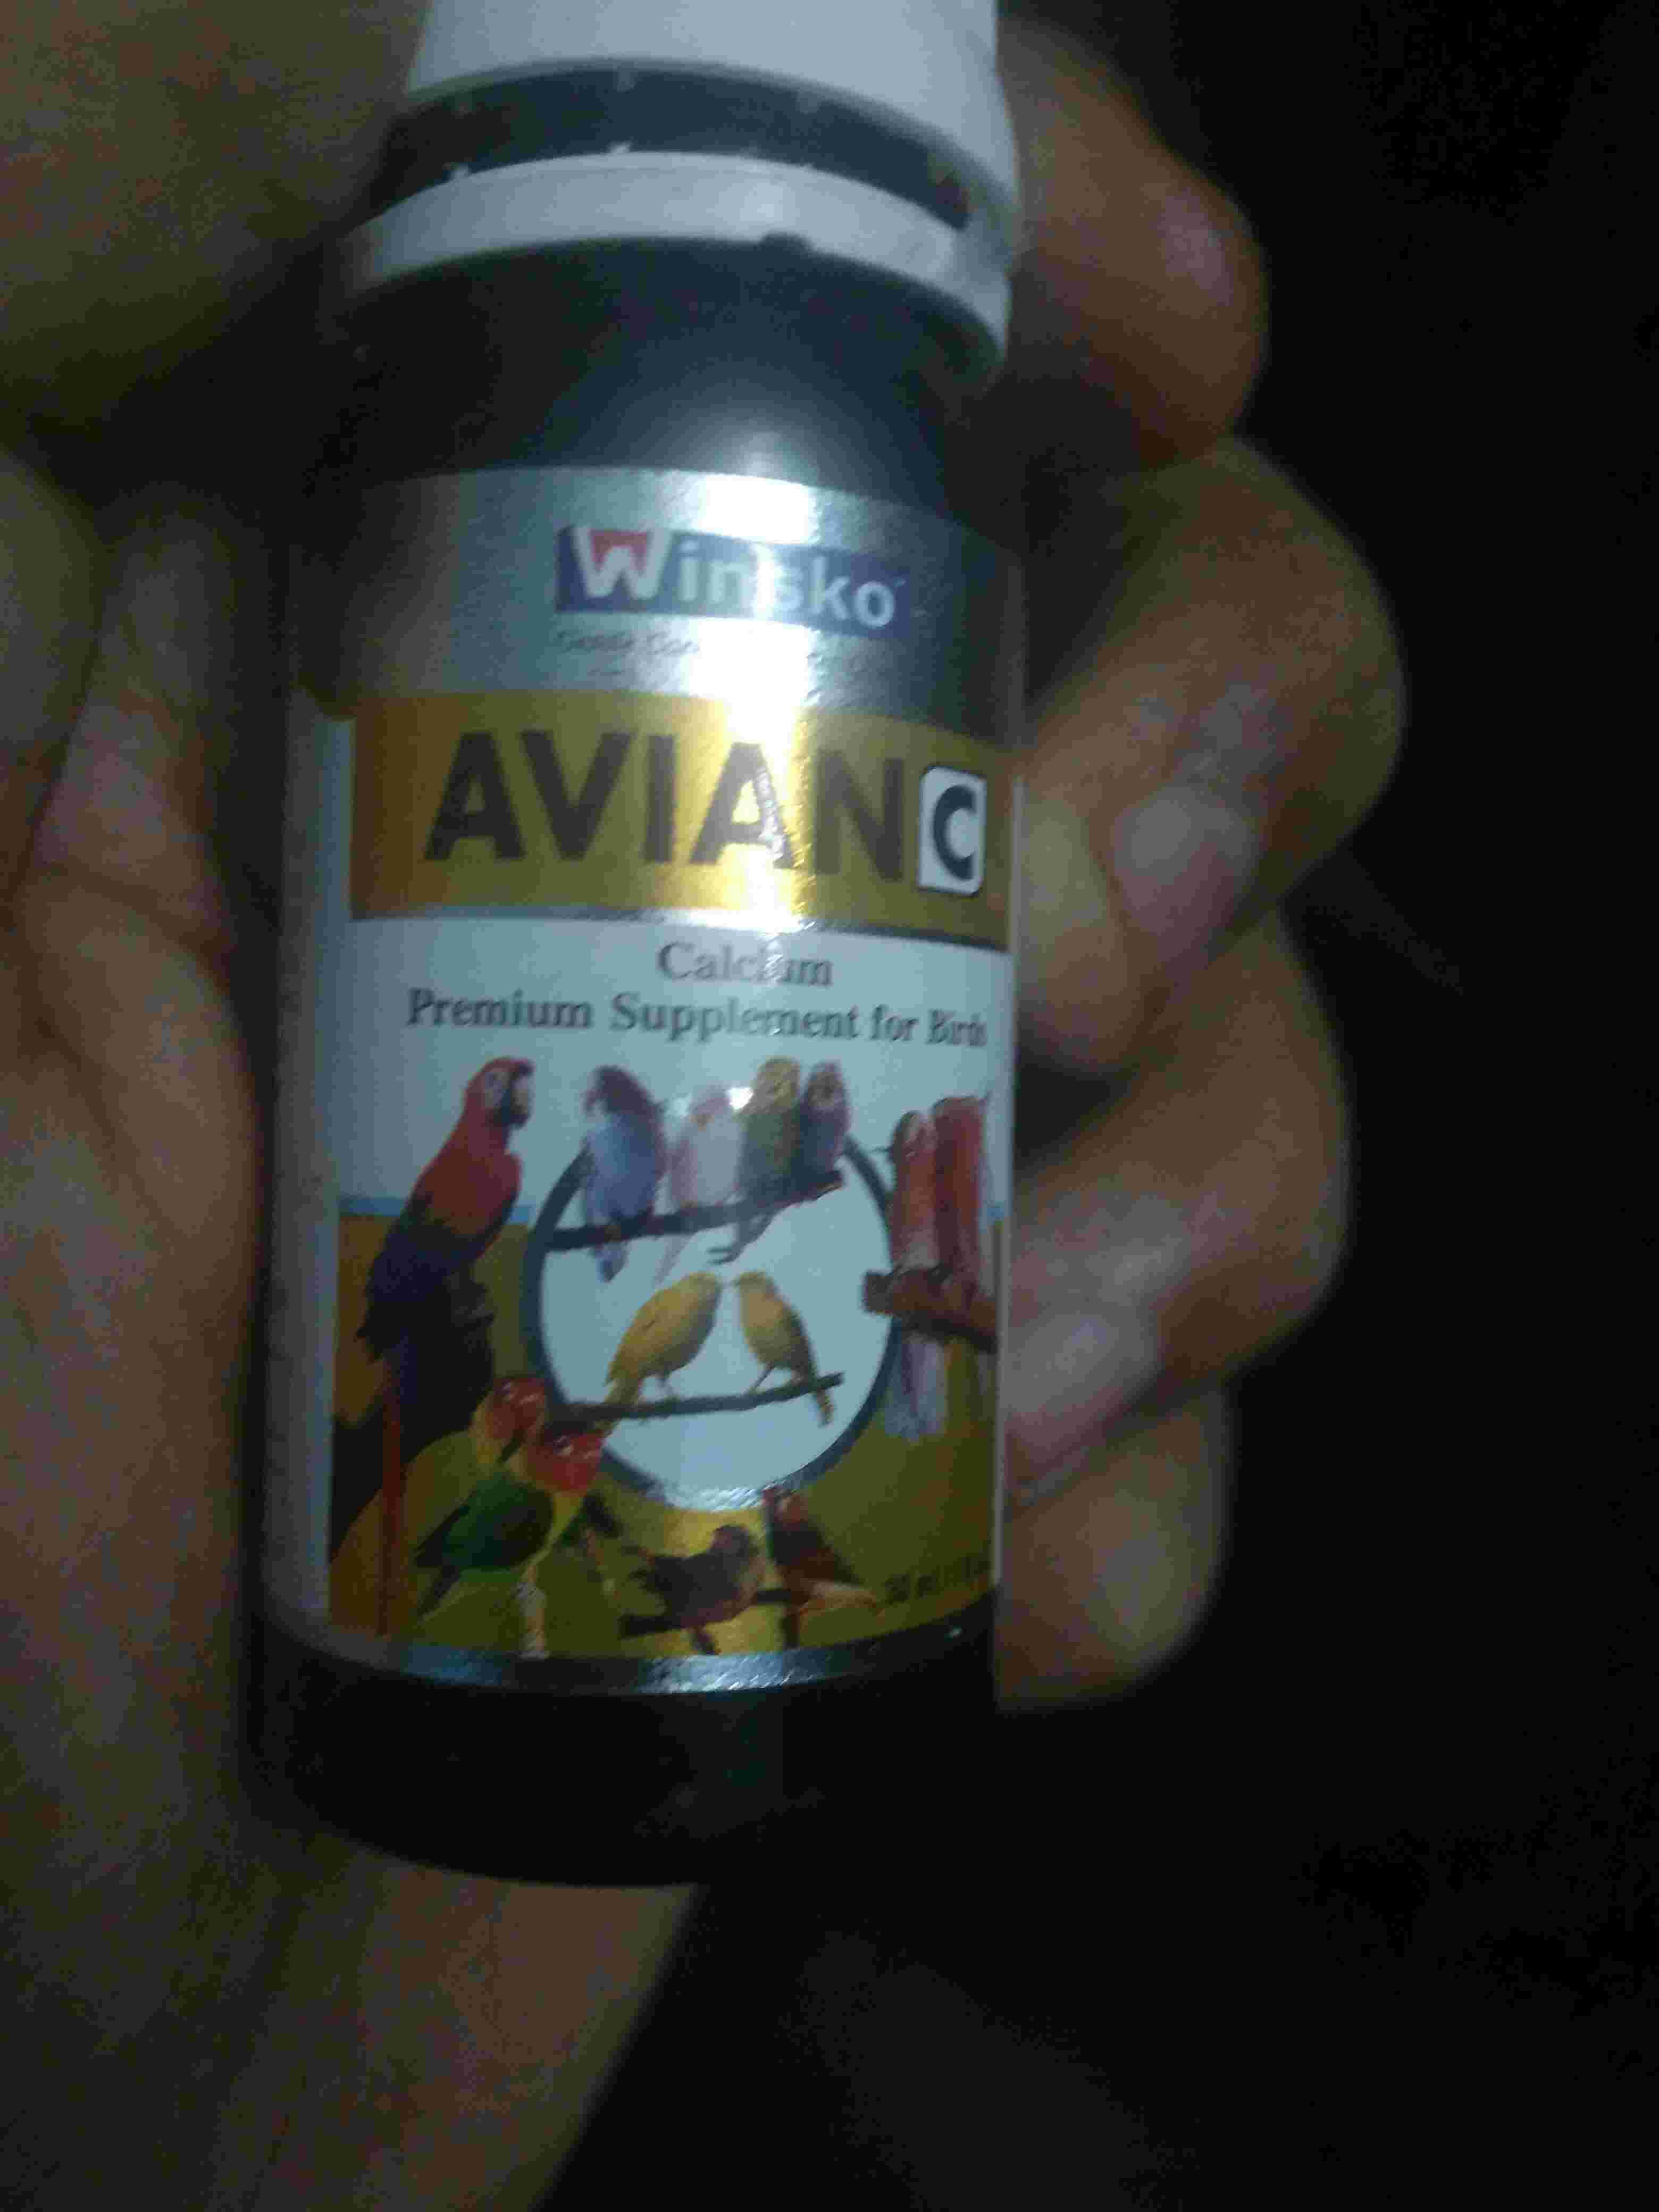 Winsko
AVIAN C
Calcium
Premium Supplement for Birds